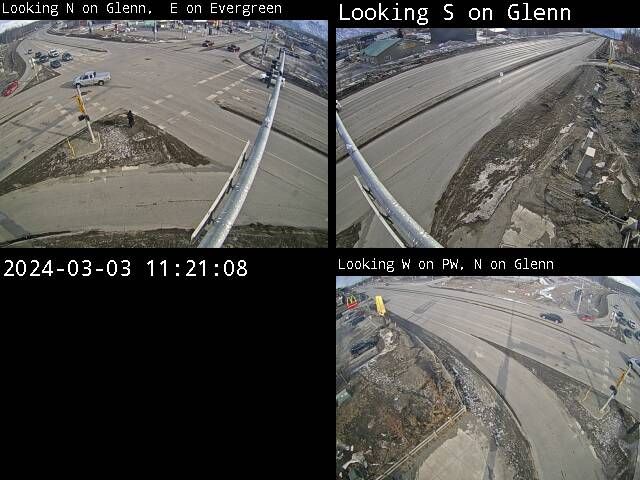 Looking N on Glenn,  E on Evergreen
Looking S on Glenn
2024-03-03 11:21:08
Looking W on PW, N on Glenn